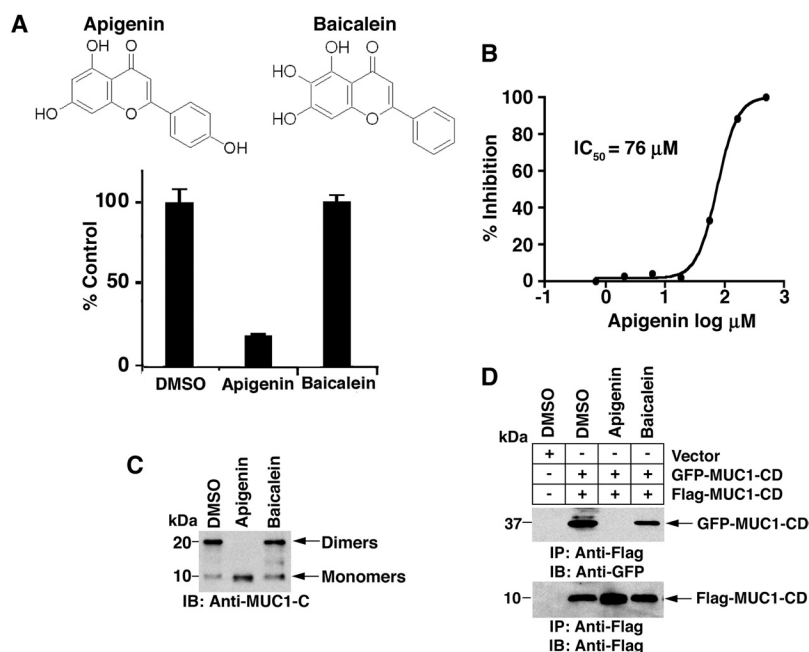 A
Apigenin
Baicalein
OH
O
HO
O
OH
OH
O
HO
HO
O
% Control
100
50
0
DMSO
Apigenin
Baicalein
B
% Inhibition
100
80
60
40
20
0
IC50 = 76 μM
-1
0
1
2
3
Apigenin log μM
C
kDa
DMSO
Apigenin
Baicalein
20
Dimers
10
Monomers
IB: Anti-MUC1-C
D
kDa
DMSO
DMSO
Apigenin
Baicalein
+ - - - Vector
- + + + GFP-MUC1-CD
- + + + Flag-MUC1-CD
37
GFP-MUC1-CD
IP: Anti-Flag
IB: Anti-GFP
10
Flag-MUC1-CD
IP: Anti-Flag
IB: Anti-Flag